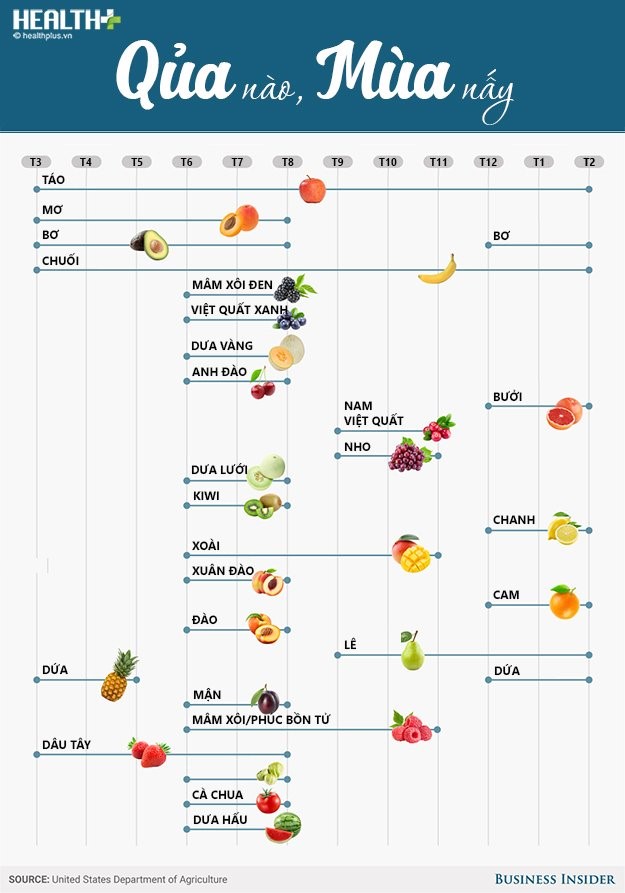 HEALTH+
© healthplus.vn
Qủa nào, Mùa nấy
T3 T4 T5 T6 T7 T8 T9 T10 T11 T12 T1 T2
TÁO
MƠ
BƠ BƠ
CHUỐI
MÂM XÔI ĐEN
VIỆT QUẤT XANH
DƯA VÀNG
ANH ĐÀO
BƯỞI
NAM
VIỆT QUẤT
NHO
DƯA LƯỚI
KIWI
CHANH
XOÀI
XUÂN ĐÀO
CAM
ĐÀO
LÊ
DỨA DỨA
MẬN
MÂM XÔI/PHÚC BỒN TỬ
DÂU TÂY
CÀ CHUA
DƯA HẤU
SOURCE: United States Department of Agriculture
BUSINESS INSIDER